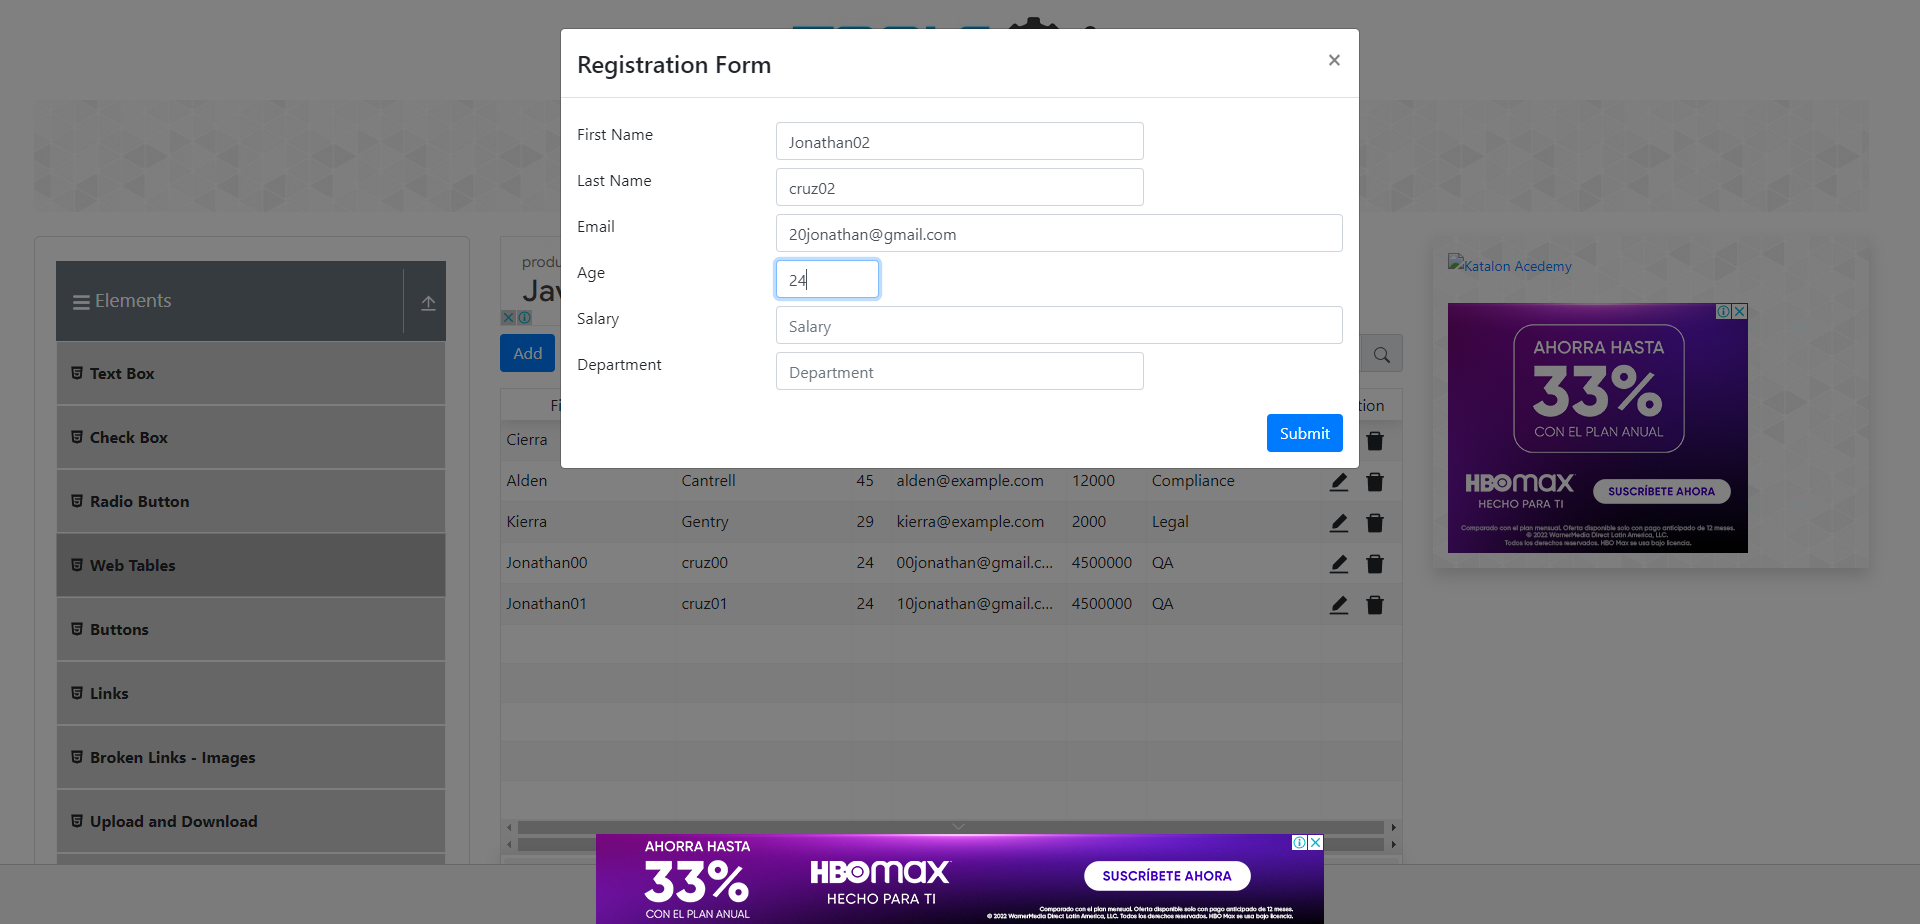 Registration Form
×
First Name
Jonathan02
Last Name
cruz02
Email
20jonathan@gmail.com
Age
24
Salary
Salary
Department
Department
Submit
Elements
Text Box
Check Box
Radio Button
Web Tables
Buttons
Links
Broken Links - Images
Upload and Download
Add
Cierra
Alden Cantrell 45 alden@example.com 12000 Compliance
Kierra Gentry 29 kierra@example.com 2000 Legal
Jonathan00 cruz00 24 00jonathan@gmail.c... 4500000 QA
Jonathan01 cruz01 24 10jonathan@gmail.c... 4500000 QA
Katalon Acedemy
AHORRA HASTA
33%
CON EL PLAN ANUAL
HBOMAX
HECHO PARA TI
SUSCRÍBETE AHORA
Comparado con el plan mensual. Oferta disponible solo con pago anticipado de 12 meses.
© 2022 WarnerMedia Direct Latin America, LLC.
Todos los derechos reservados. HBO Max se usa bajo licencia.
AHORRA HASTA
33%
CON EL PLAN ANUAL
HBOMAX
HECHO PARA TI
SUSCRÍBETE AHORA
Comparado con el plan mensual. Oferta disponible solo con pago anticipado de 12 meses.
© 2022 WarnerMedia Direct Latin America, LLC. Todos los derechos reservados. HBO Max se usa bajo licencia.